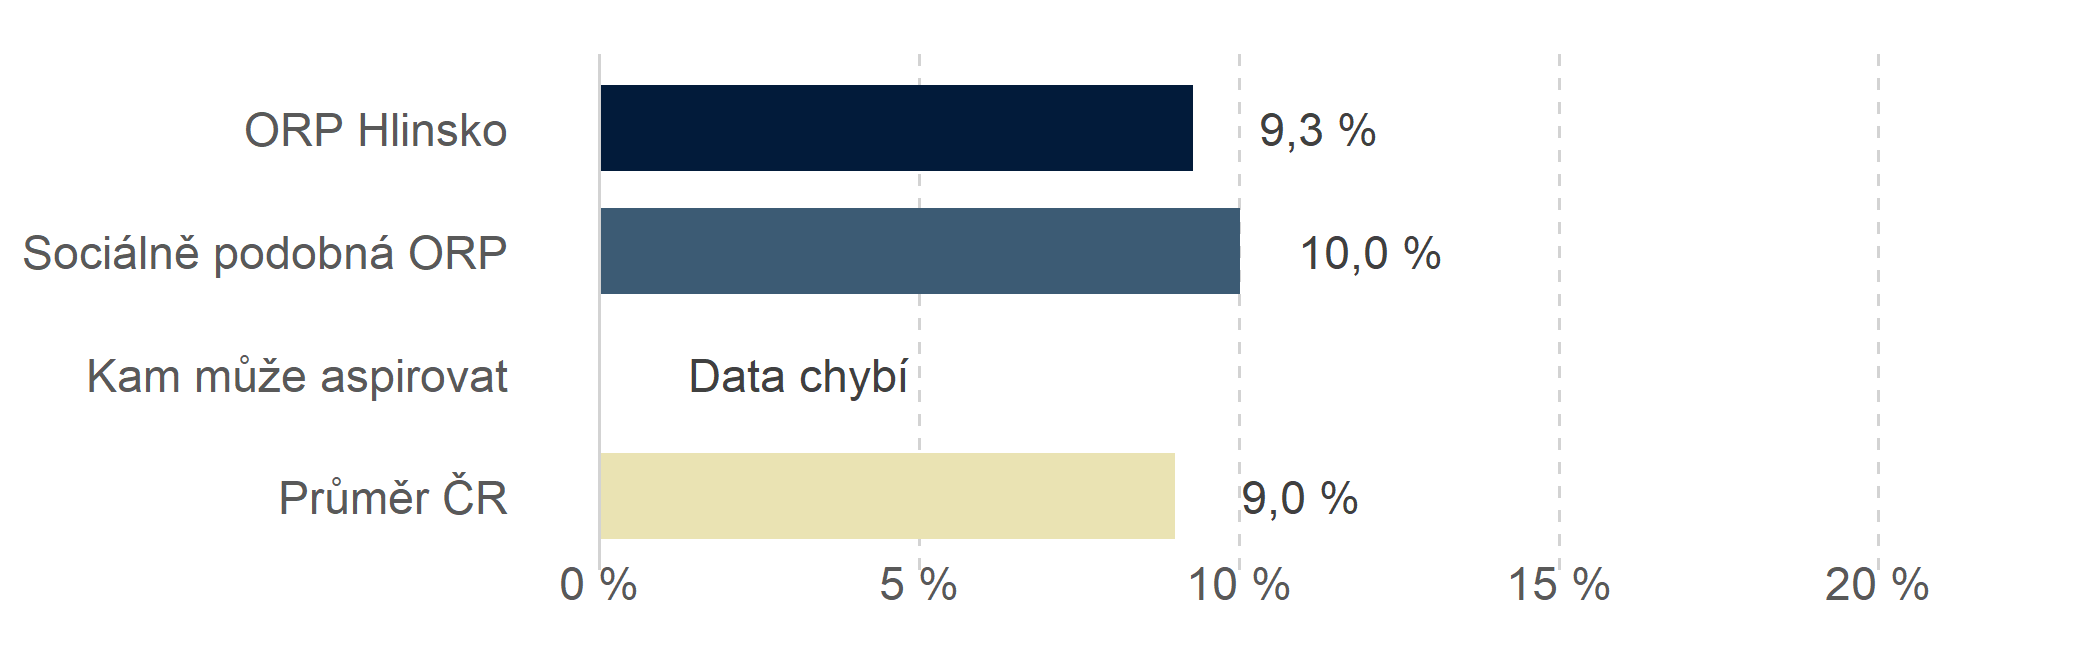 ORP Hlinsko
9,3 %
Sociálně podobná ORP
10,0 %
Kam může aspirovat
Data chybí
Průměr ČR
9,0 %
0 %
5 %
10 %
15 %
20 %